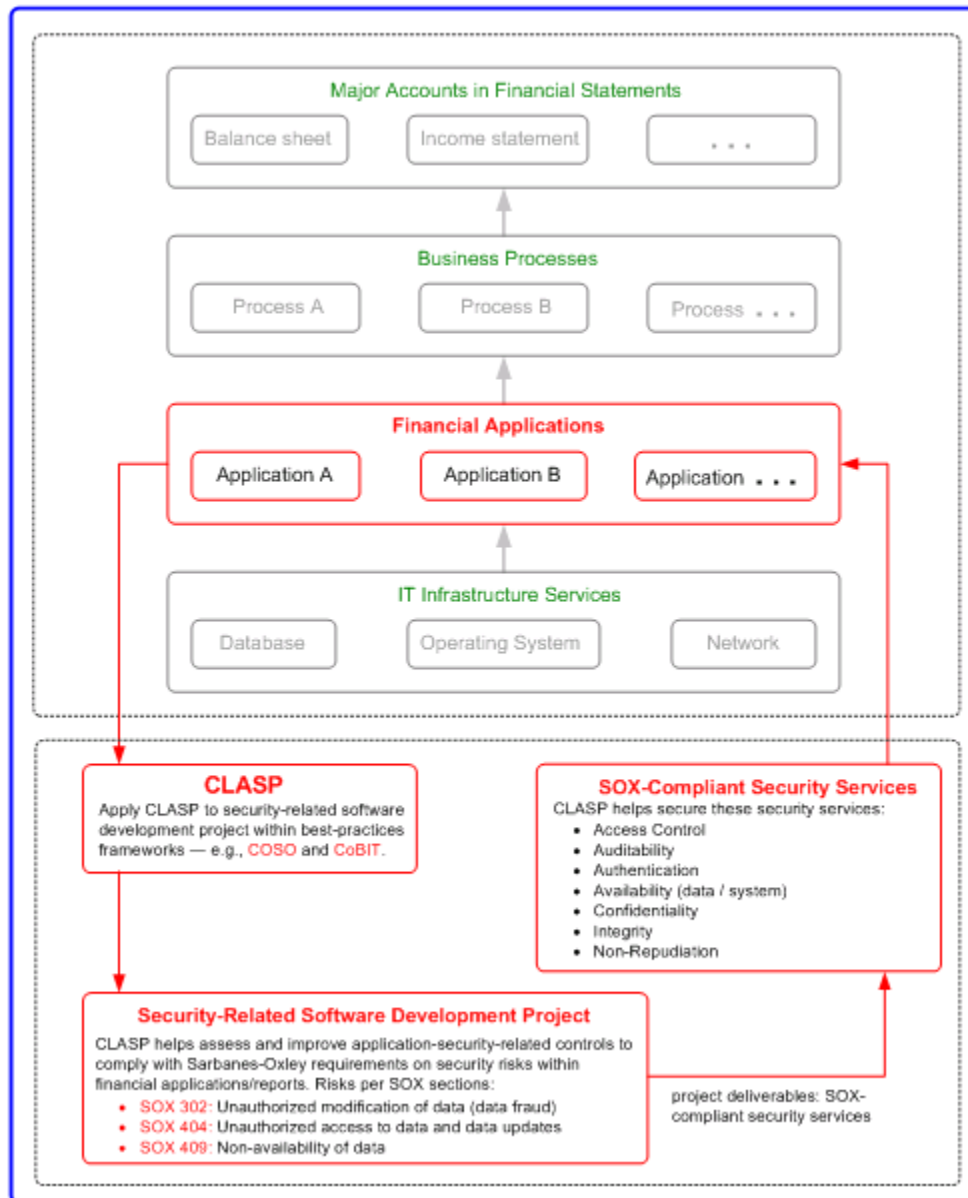 Major Accounts in Financial Statements
Balance sheet
Income statement
. . .
Business Processes
Process A
Process B
Process . . .
Financial Applications
Application A
Application B
Application . . .
IT Infrastructure Services
Database
Operating System
Network
CLASP
Apply CLASP to security-related software
development project within best-practices
frameworks — e.g., COSO and CoBIT.
SOX-Compliant Security Services
CLASP helps secure these security services:
• Access Control
• Auditability
• Authentication
• Availability (data / system)
• Confidentiality
• Integrity
• Non-Repudiation
Security-Related Software Development Project
CLASP helps assess and improve application-security-related controls to
comply with Sarbanes-Oxley requirements on security risks within
financial applications/reports. Risks per SOX sections:
• SOX 302: Unauthorized modification of data (data fraud)
• SOX 404: Unauthorized access to data and data updates
• SOX 409: Non-availability of data
project deliverables: SOX-
compliant security services